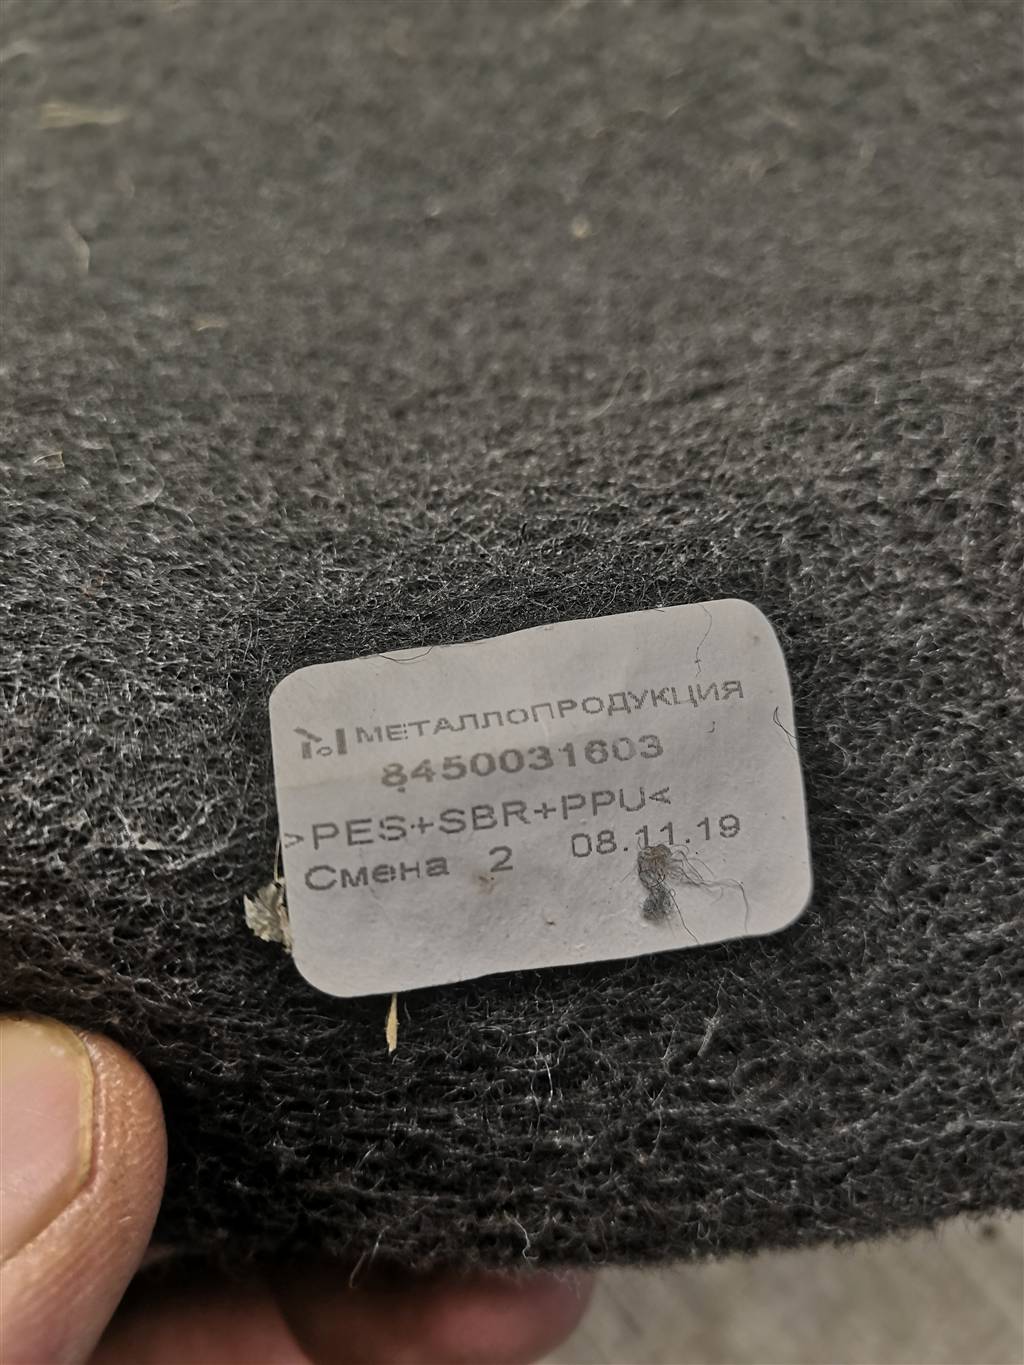 МЕТАЛЛОПРОДУКЦИЯ
8450031603
>PES+SBR+PPU<
Смена 2 08.11.19